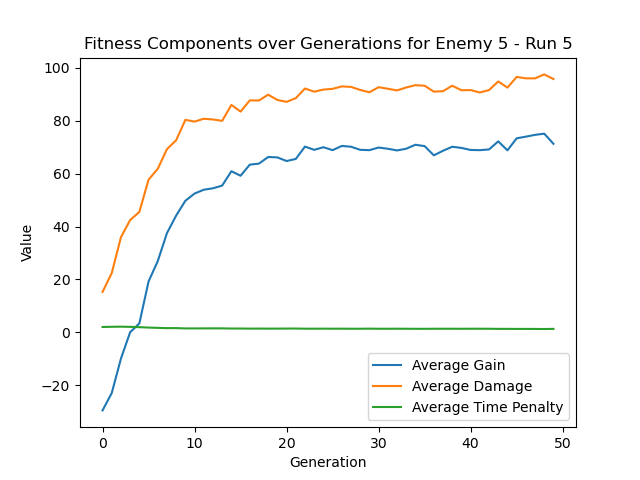 Fitness Components over Generations for Enemy 5 - Run 5
100
80
60
40
20
0
−20
Value
0 10 20 30 40 50
Generation
Average Gain
Average Damage
Average Time Penalty